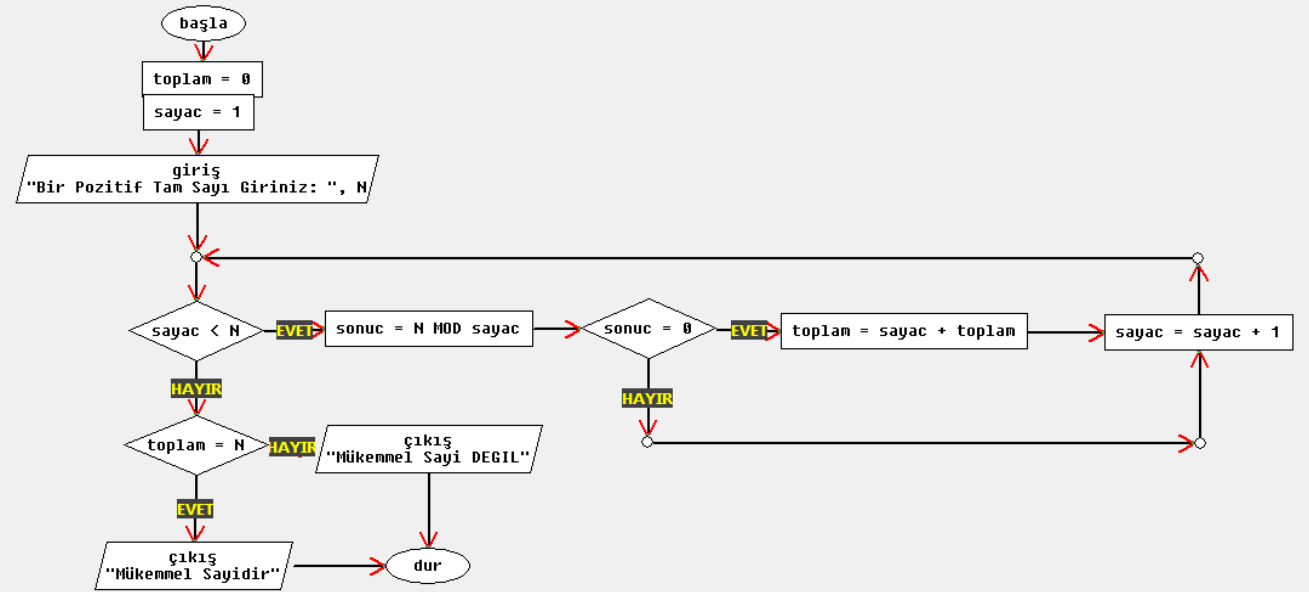 başla
toplam = 0
sayac = 1
giriş
"Bir Pozitif Tam Sayı Giriniz: ", N
sayac < N
EVET
sonuc = N MOD sayac
sonuc = 0
EVET
toplam = sayac + toplam
sayac = sayac + 1
HAYIR
HAYIR
toplam = N
HAYIR
çıkış
"Mükemmel Sayi DEGIL"
EVET
çıkış
"Mükemmel Sayidir"
dur